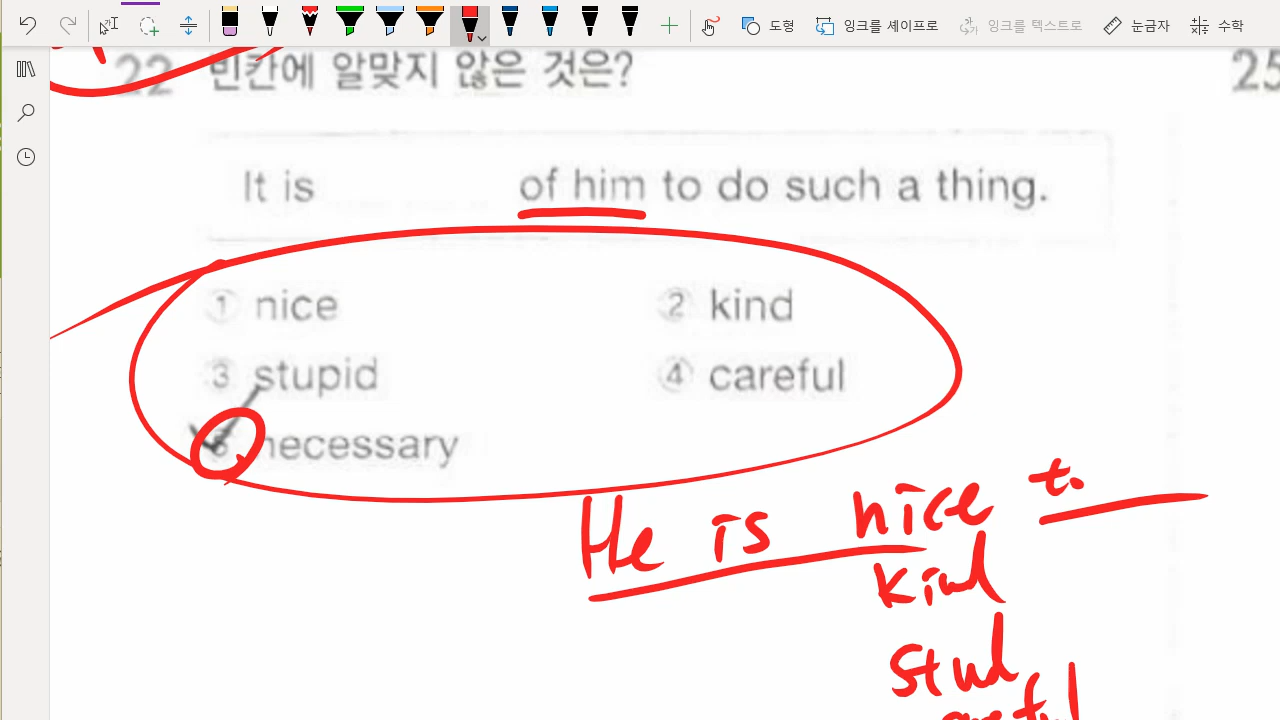 도형 잉크를 셰이프로 잉크를 텍스트로 눈금자 수학
22 빈칸에 알맞지 않은 것은?
25
It is of him to do such a thing.
① nice ② kind
③ stupid ④ careful
⑤ necessary
He is nice to
kind